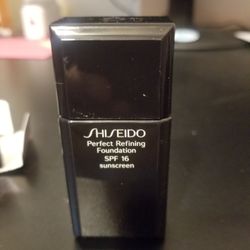 SHISEIDO
Perfect Refining
Foundation
SPF 16
sunscreen